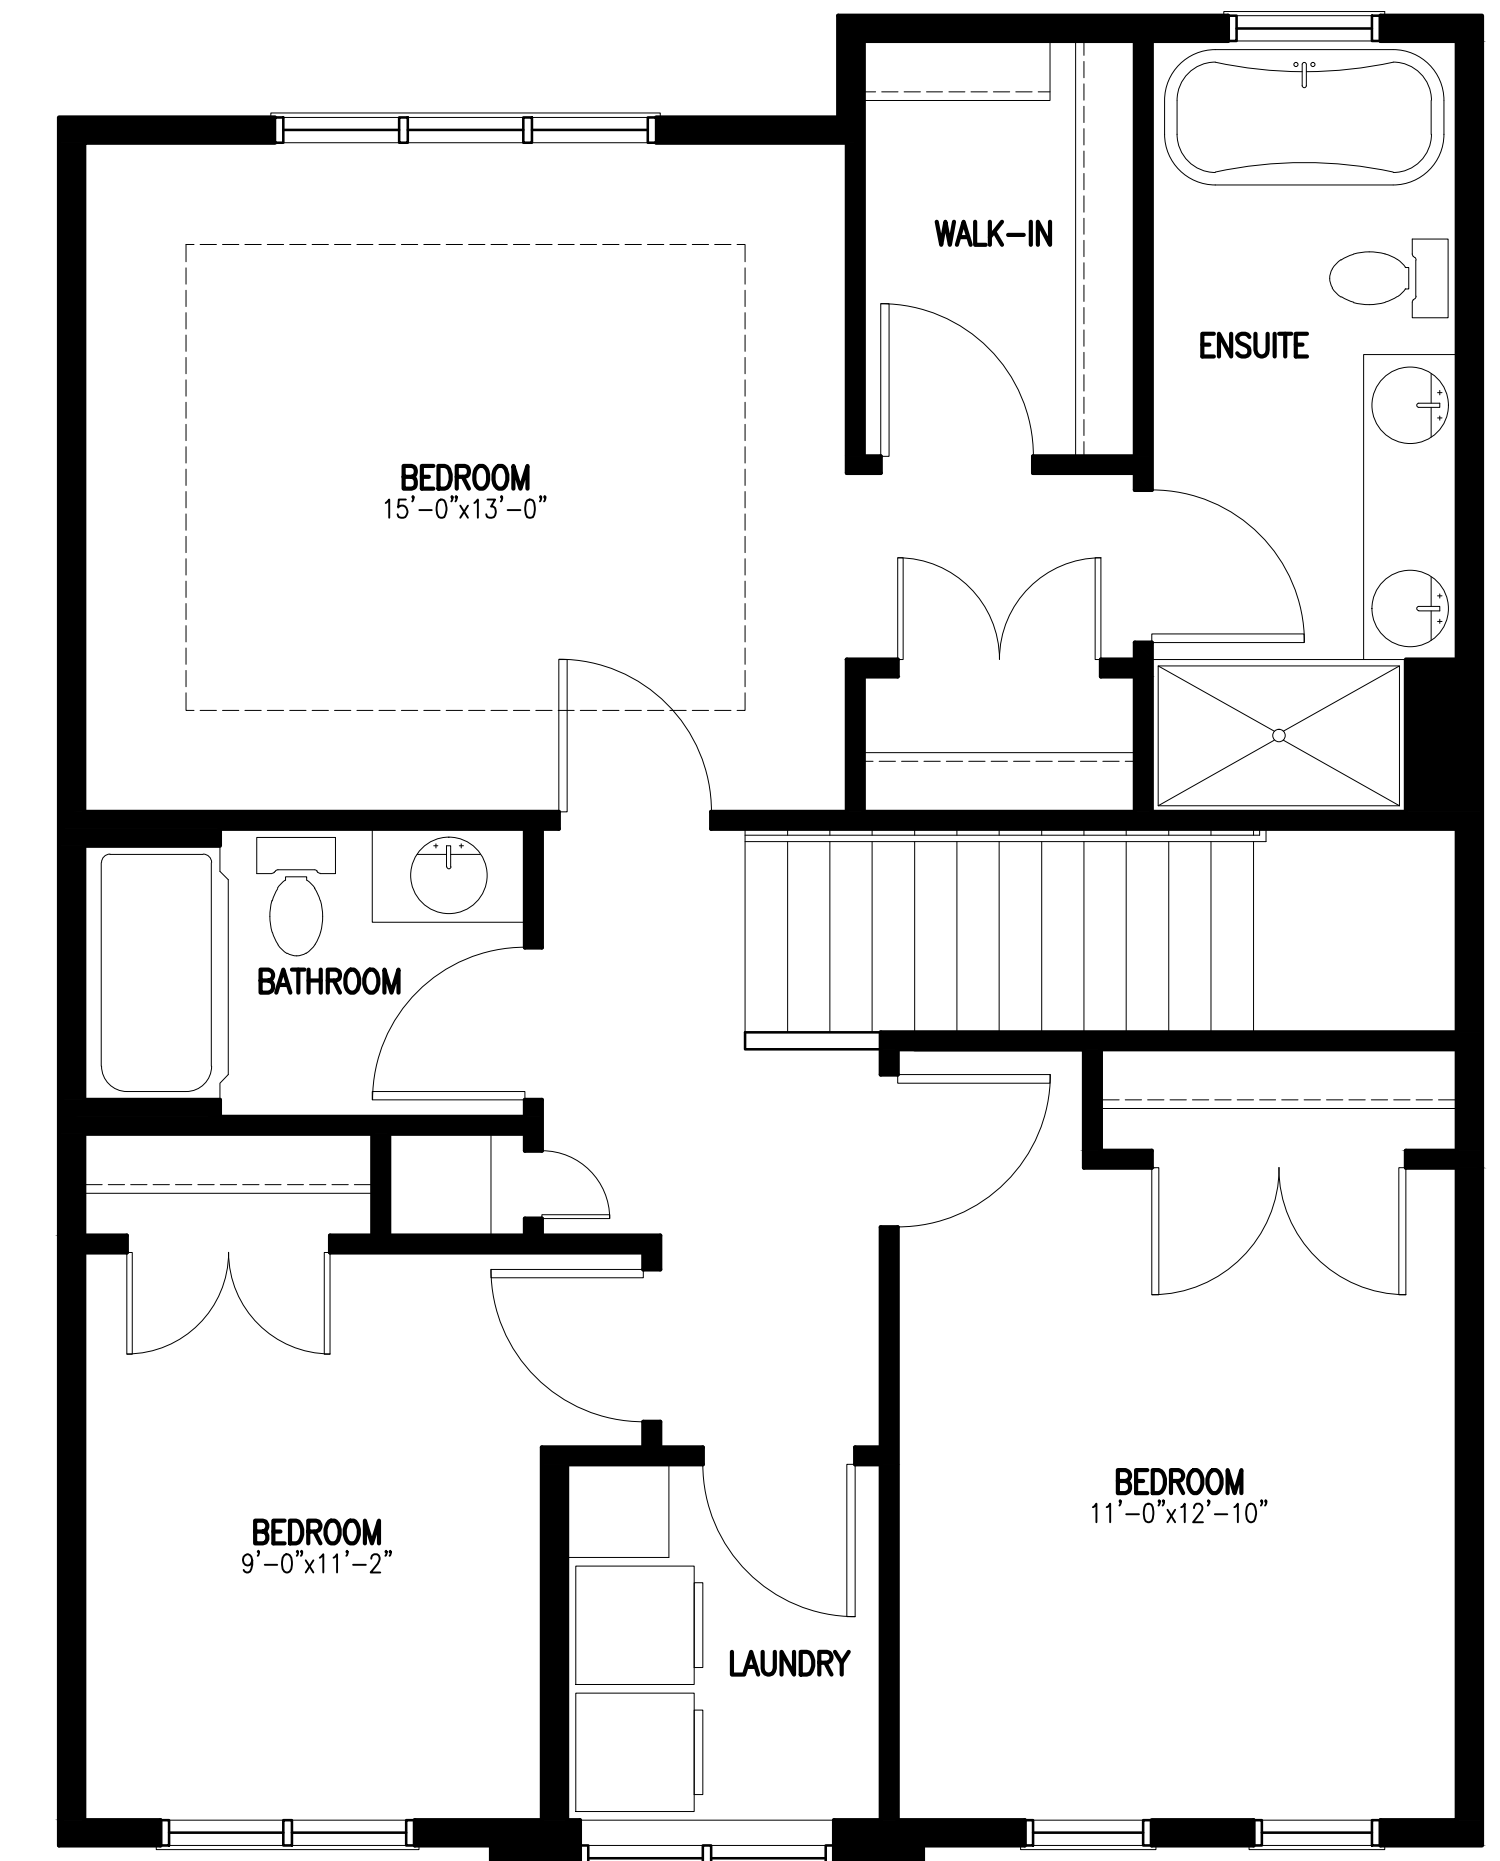 WALK-IN
ENSUITE
BEDROOM
15'-0"x13'-0"
BATHROOM
BEDROOM
11'-0"x12'-10"
BEDROOM
9'-0"x11'-2"
LAUNDRY